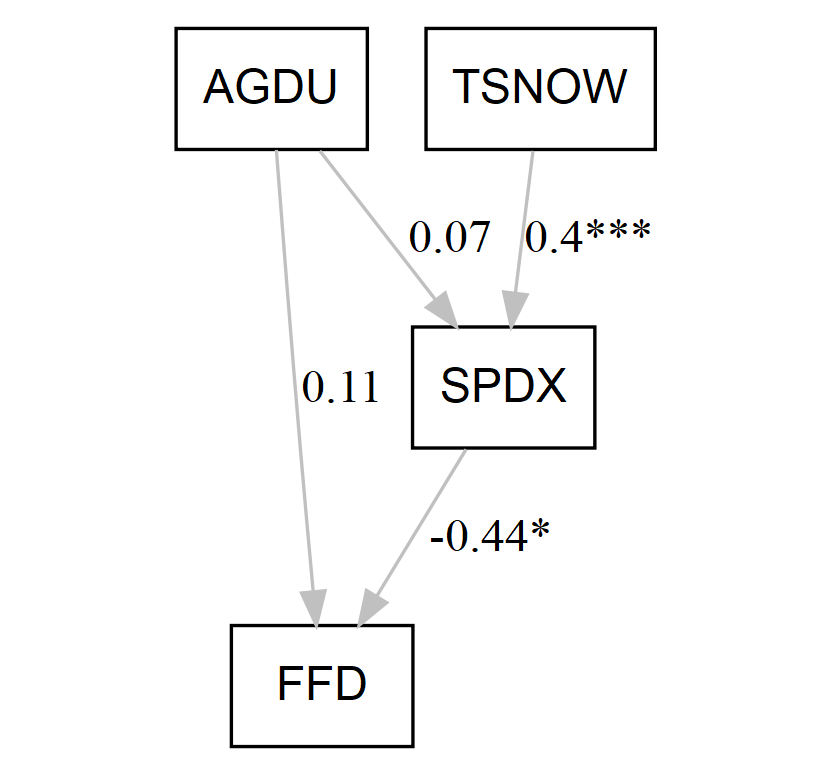 AGDU
TSNOW
0.07
0.4***
0.11
SPDX
-0.44*
FFD